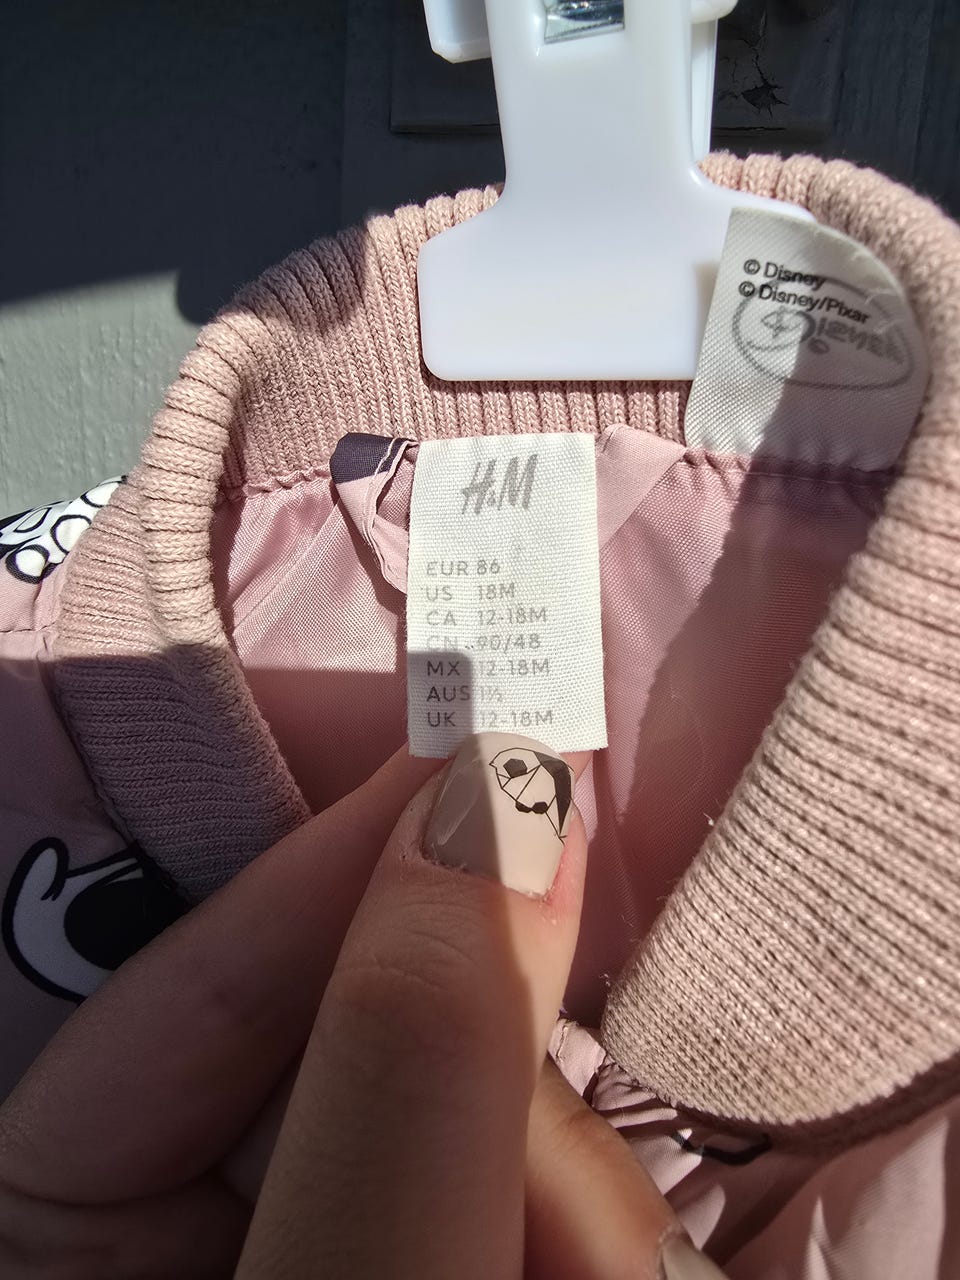 © Disney
© Disney/Pixar
Disney
H&M
EUR 86
US 18M
CA 12-18M
CN 90/48
MX 12-18M
AUS 1½
UK 12-18M